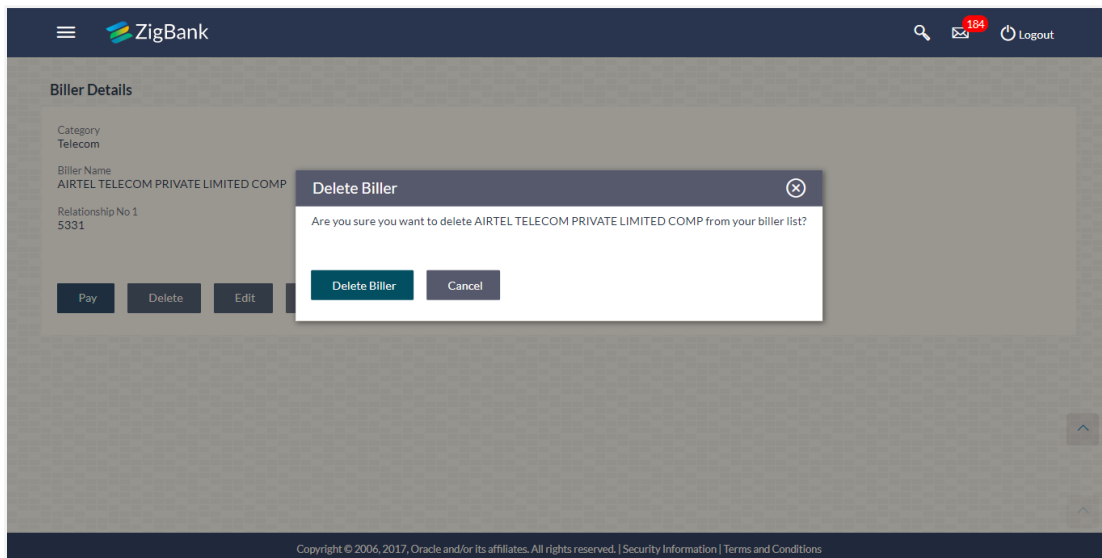 ZigBank
184
Logout
Biller Details
Category
Telecom
Biller Name
AIRTEL TELECOM PRIVATE LIMITED COMP
Relationship No 1
5331
Pay Delete Edit
Delete Biller
Are you sure you want to delete AIRTEL TELECOM PRIVATE LIMITED COMP from your biller list?
Delete Biller Cancel
Copyright © 2006, 2017, Oracle and/or its affiliates. All rights reserved. | Security Information | Terms and Conditions